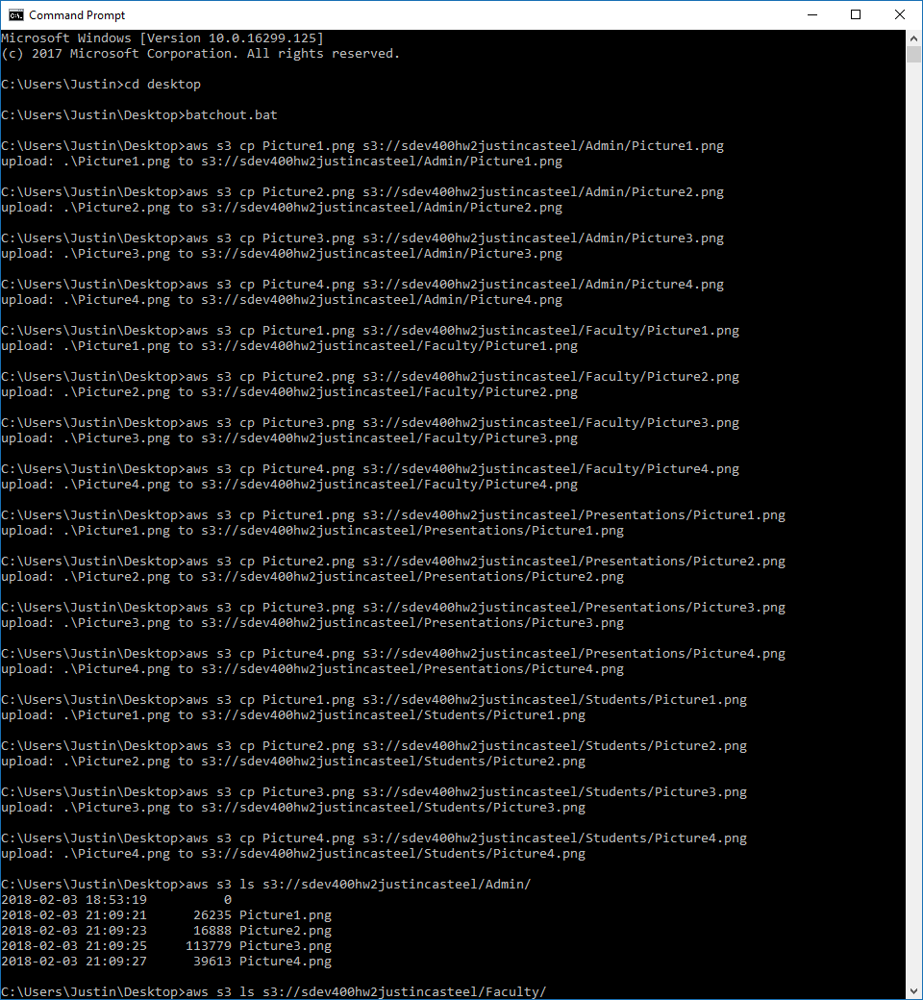 Command Prompt
Microsoft Windows [Version 10.0.16299.125]
(c) 2017 Microsoft Corporation. All rights reserved.
C:\Users\Justin>cd desktop
C:\Users\Justin\Desktop>batchout.bat
C:\Users\Justin\Desktop>aws s3 cp Picture1.png s3://sdev400hw2justincasteel/Admin/Picture1.png
upload: .\Picture1.png to s3://sdev400hw2justincasteel/Admin/Picture1.png
C:\Users\Justin\Desktop>aws s3 cp Picture2.png s3://sdev400hw2justincasteel/Admin/Picture2.png
upload: .\Picture2.png to s3://sdev400hw2justincasteel/Admin/Picture2.png
C:\Users\Justin\Desktop>aws s3 cp Picture3.png s3://sdev400hw2justincasteel/Admin/Picture3.png
upload: .\Picture3.png to s3://sdev400hw2justincasteel/Admin/Picture3.png
C:\Users\Justin\Desktop>aws s3 cp Picture4.png s3://sdev400hw2justincasteel/Admin/Picture4.png
upload: .\Picture4.png to s3://sdev400hw2justincasteel/Admin/Picture4.png
C:\Users\Justin\Desktop>aws s3 cp Picture1.png s3://sdev400hw2justincasteel/Faculty/Picture1.png
upload: .\Picture1.png to s3://sdev400hw2justincasteel/Faculty/Picture1.png
C:\Users\Justin\Desktop>aws s3 cp Picture2.png s3://sdev400hw2justincasteel/Faculty/Picture2.png
upload: .\Picture2.png to s3://sdev400hw2justincasteel/Faculty/Picture2.png
C:\Users\Justin\Desktop>aws s3 cp Picture3.png s3://sdev400hw2justincasteel/Faculty/Picture3.png
upload: .\Picture3.png to s3://sdev400hw2justincasteel/Faculty/Picture3.png
C:\Users\Justin\Desktop>aws s3 cp Picture4.png s3://sdev400hw2justincasteel/Faculty/Picture4.png
upload: .\Picture4.png to s3://sdev400hw2justincasteel/Faculty/Picture4.png
C:\Users\Justin\Desktop>aws s3 cp Picture1.png s3://sdev400hw2justincasteel/Presentations/Picture1.png
upload: .\Picture1.png to s3://sdev400hw2justincasteel/Presentations/Picture1.png
C:\Users\Justin\Desktop>aws s3 cp Picture2.png s3://sdev400hw2justincasteel/Presentations/Picture2.png
upload: .\Picture2.png to s3://sdev400hw2justincasteel/Presentations/Picture2.png
C:\Users\Justin\Desktop>aws s3 cp Picture3.png s3://sdev400hw2justincasteel/Presentations/Picture3.png
upload: .\Picture3.png to s3://sdev400hw2justincasteel/Presentations/Picture3.png
C:\Users\Justin\Desktop>aws s3 cp Picture4.png s3://sdev400hw2justincasteel/Presentations/Picture4.png
upload: .\Picture4.png to s3://sdev400hw2justincasteel/Presentations/Picture4.png
C:\Users\Justin\Desktop>aws s3 cp Picture1.png s3://sdev400hw2justincasteel/Students/Picture1.png
upload: .\Picture1.png to s3://sdev400hw2justincasteel/Students/Picture1.png
C:\Users\Justin\Desktop>aws s3 cp Picture2.png s3://sdev400hw2justincasteel/Students/Picture2.png
upload: .\Picture2.png to s3://sdev400hw2justincasteel/Students/Picture2.png
C:\Users\Justin\Desktop>aws s3 cp Picture3.png s3://sdev400hw2justincasteel/Students/Picture3.png
upload: .\Picture3.png to s3://sdev400hw2justincasteel/Students/Picture3.png
C:\Users\Justin\Desktop>aws s3 cp Picture4.png s3://sdev400hw2justincasteel/Students/Picture4.png
upload: .\Picture4.png to s3://sdev400hw2justincasteel/Students/Picture4.png
C:\Users\Justin\Desktop>aws s3 ls s3://sdev400hw2justincasteel/Admin/
2018-02-03 18:53:19          0
2018-02-03 21:09:21      26235 Picture1.png
2018-02-03 21:09:23      16888 Picture2.png
2018-02-03 21:09:25     113779 Picture3.png
2018-02-03 21:09:27      39613 Picture4.png
C:\Users\Justin\Desktop>aws s3 ls s3://sdev400hw2justincasteel/Faculty/